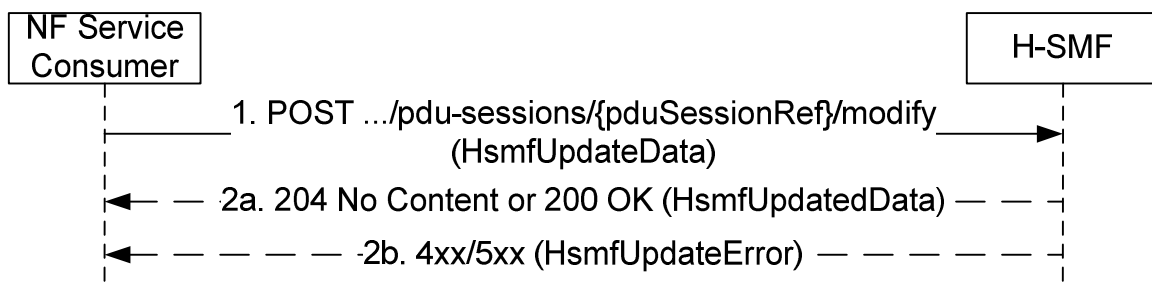 NF Service
Consumer
H-SMF
1. POST .../pdu-sessions/{pduSessionRef}/modify
(HsmfUpdateData)
2a. 204 No Content or 200 OK (HsmfUpdatedData)
2b. 4xx/5xx (HsmfUpdateError)